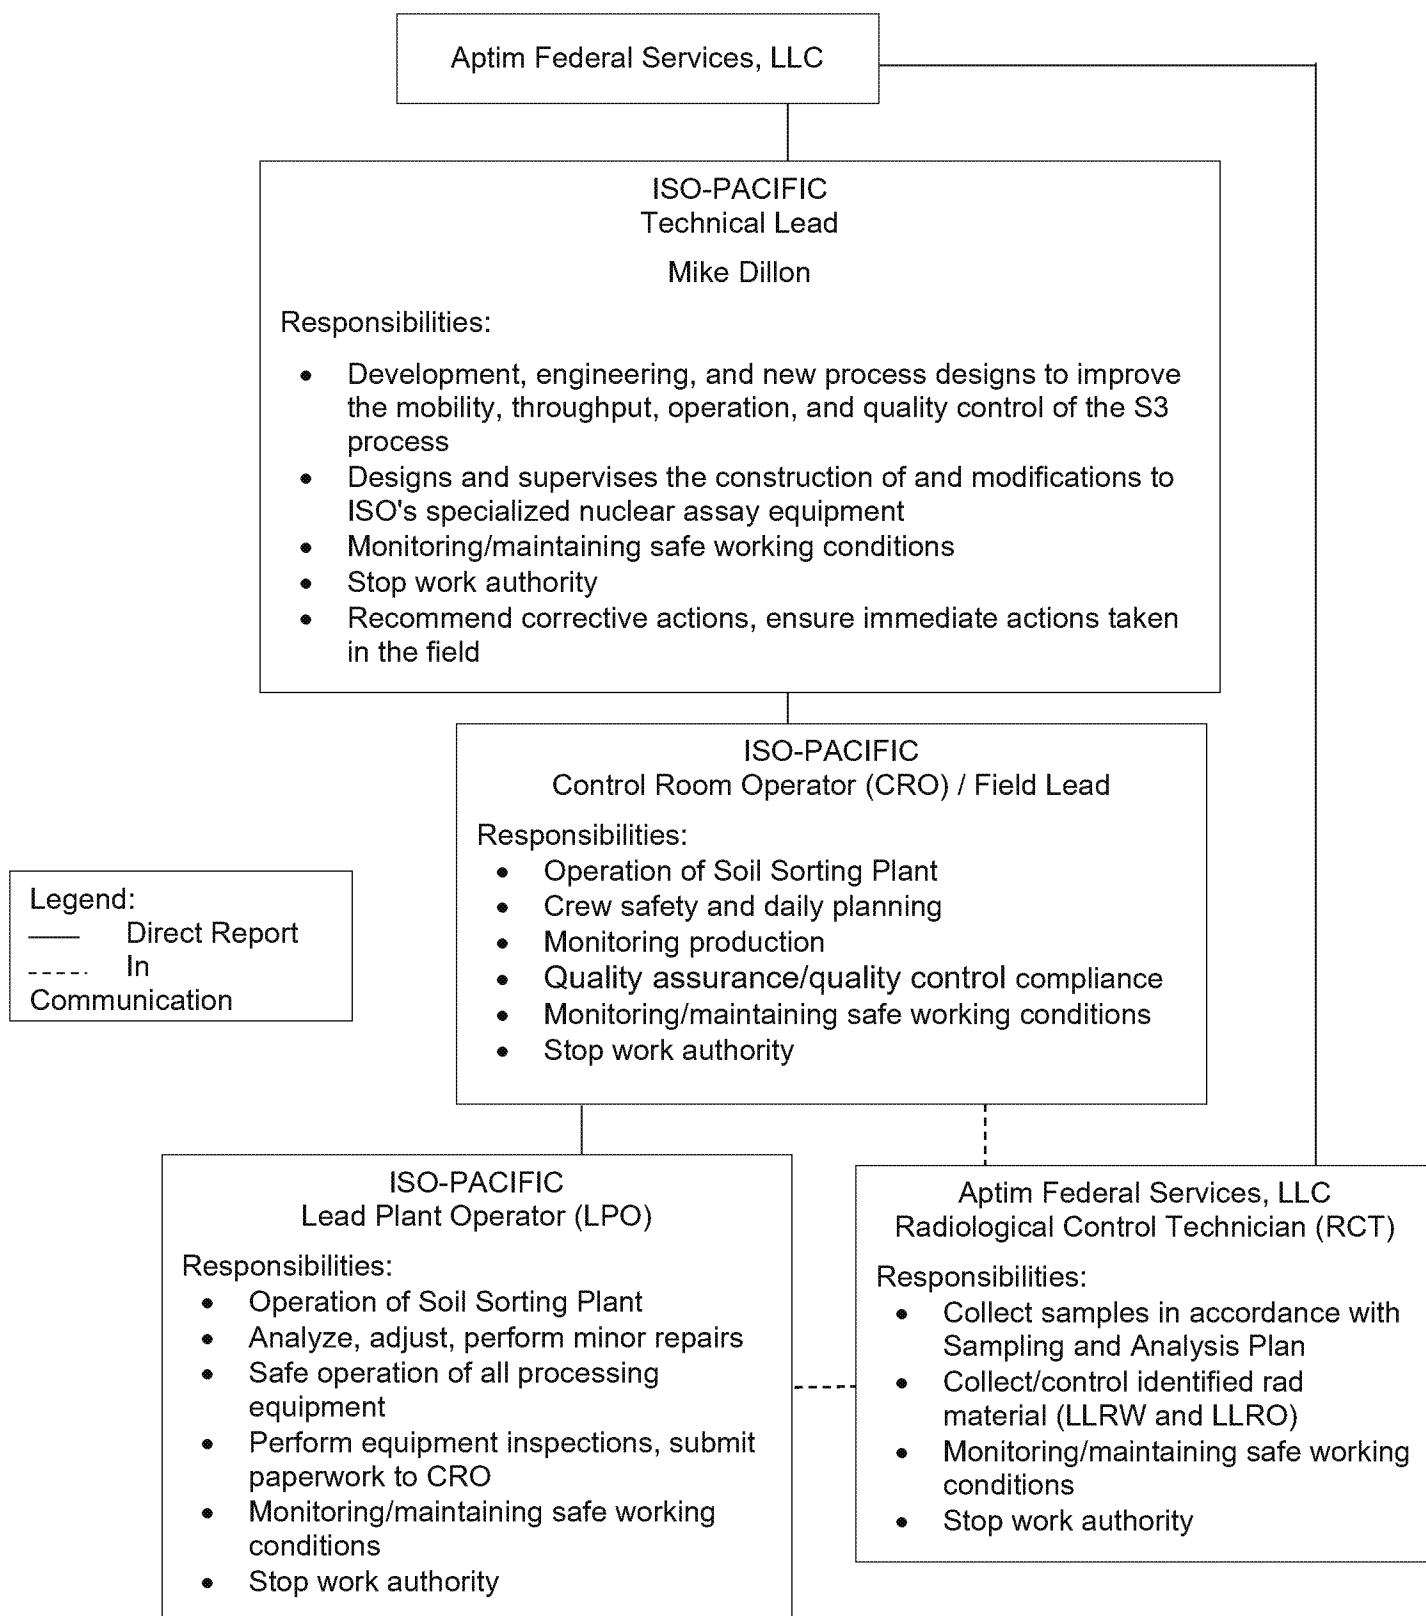 Aptim Federal Services, LLC
ISO-PACIFIC
Technical Lead
Mike Dillon
Responsibilities:
• Development, engineering, and new process designs to improve
the mobility, throughput, operation, and quality control of the S3
process
• Designs and supervises the construction of and modifications to
ISO's specialized nuclear assay equipment
• Monitoring/maintaining safe working conditions
• Stop work authority
• Recommend corrective actions, ensure immediate actions taken
in the field
ISO-PACIFIC
Control Room Operator (CRO) / Field Lead
Responsibilities:
• Operation of Soil Sorting Plant
• Crew safety and daily planning
• Monitoring production
• Quality assurance/quality control compliance
• Monitoring/maintaining safe working conditions
• Stop work authority
Legend:
Direct Report
In
Communication
ISO-PACIFIC
Lead Plant Operator (LPO)
Responsibilities:
• Operation of Soil Sorting Plant
• Analyze, adjust, perform minor repairs
• Safe operation of all processing
equipment
• Perform equipment inspections, submit
paperwork to CRO
• Monitoring/maintaining safe working
conditions
• Stop work authority
Aptim Federal Services, LLC
Radiological Control Technician (RCT)
Responsibilities:
• Collect samples in accordance with
Sampling and Analysis Plan
• Collect/control identified rad
material (LLRW and LLRO)
• Monitoring/maintaining safe working
conditions
• Stop work authority